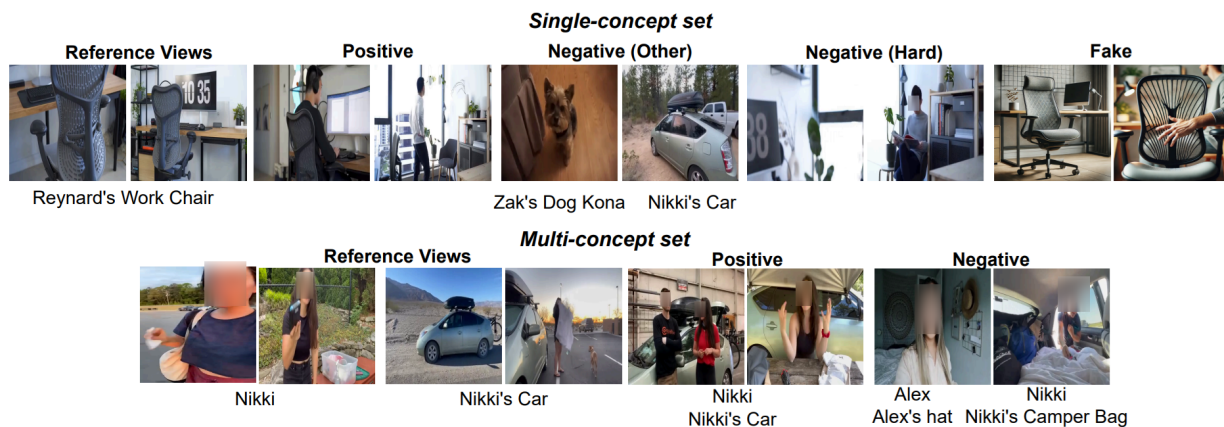 Single-concept set
Reference Views
Positive
Negative (Other)
Negative (Hard)
Fake
10 35
98
Reynard's Work Chair
Zak's Dog Kona
Nikki's Car
Multi-concept set
Reference Views
Positive
Negative
Nikki
Nikki's Car
Nikki
Nikki's Car
Alex
Alex's hat
Nikki
Nikki's Camper Bag